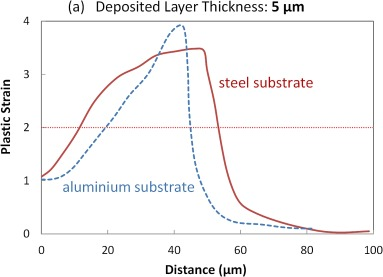 (a) Deposited Layer Thickness: 5 µm
4
3
2
1
0
Plastic Strain
steel substrate
aluminium substrate
0 20 40 60 80 100
Distance (µm)